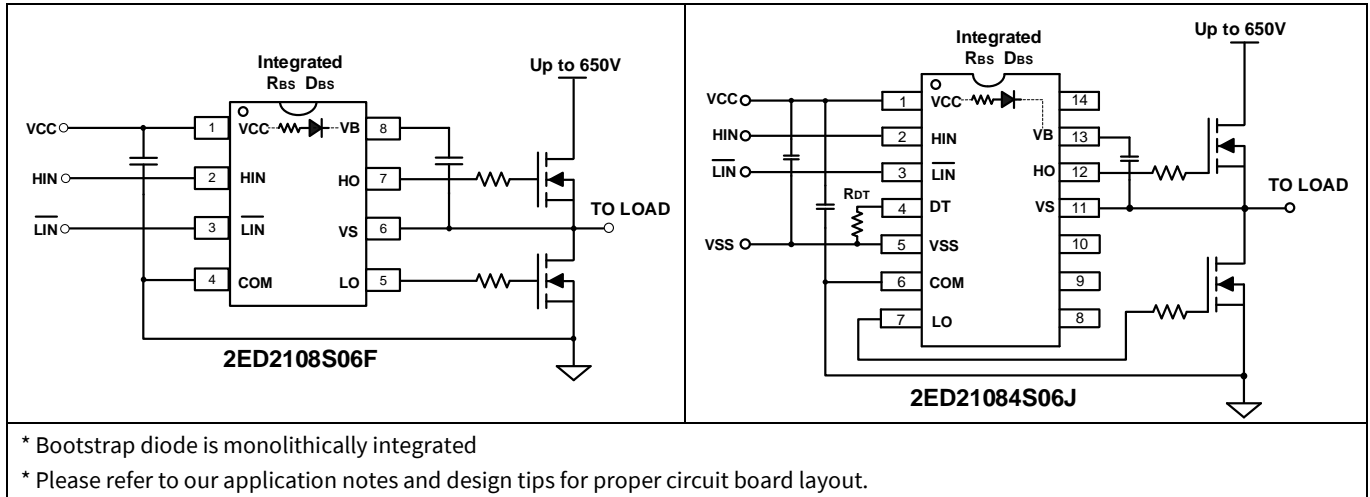 Integrated
RBS DBS
Up to 650V
VCC
1
VCC
VB
8
HIN
2
HIN
HO
7
TO LOAD
LIN
3
LIN
VS
6
4
COM
LO
5
2ED2108S06F
Integrated
RBS DBS
Up to 650V
VCC
1
VCC
14
HIN
2
HIN
VB
13
LIN
3
LIN
HO
12
TO LOAD
RDT
4
DT
VS
11
VSS
5
VSS
10
6
COM
9
7
LO
8
2ED21084S06J
* Bootstrap diode is monolithically integrated
* Please refer to our application notes and design tips for proper circuit board layout.